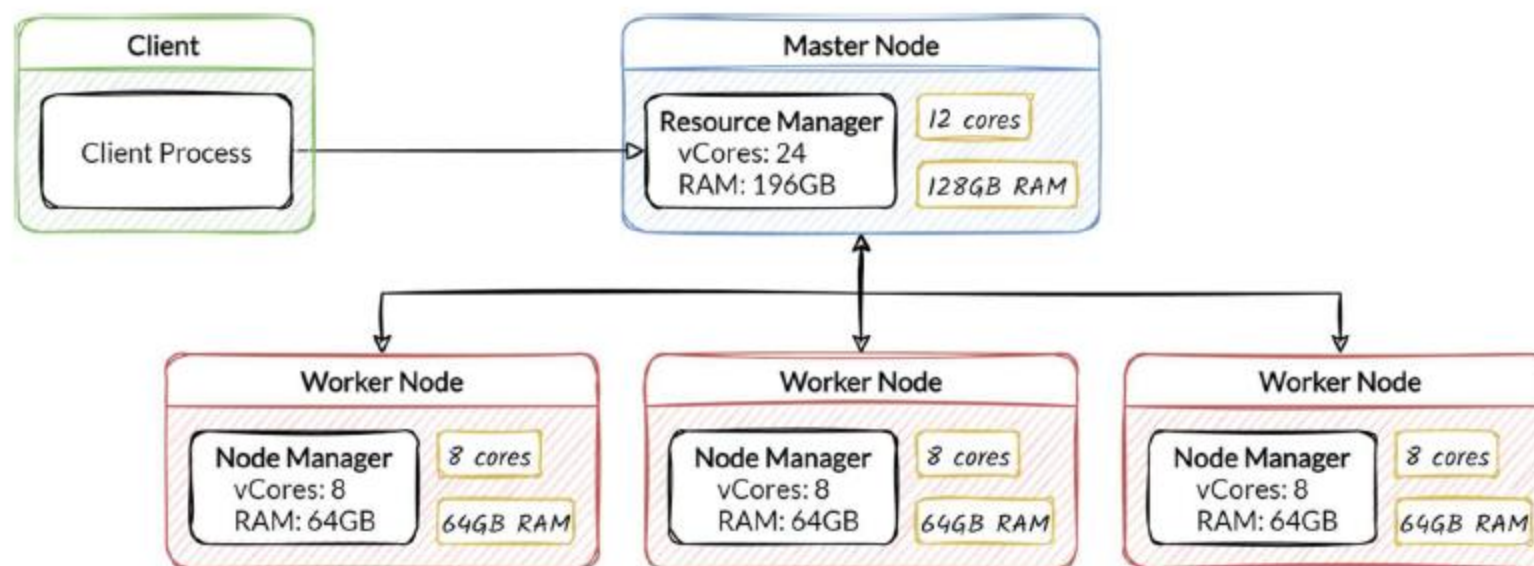 Client
Client Process
Master Node
Resource Manager
vCores: 24
RAM: 196GB
12 cores
128GB RAM
Worker Node
Node Manager
vCores: 8
RAM: 64GB
8 cores
64GB RAM
Worker Node
Node Manager
vCores: 8
RAM: 64GB
8 cores
64GB RAM
Worker Node
Node Manager
vCores: 8
RAM: 64GB
8 cores
64GB RAM